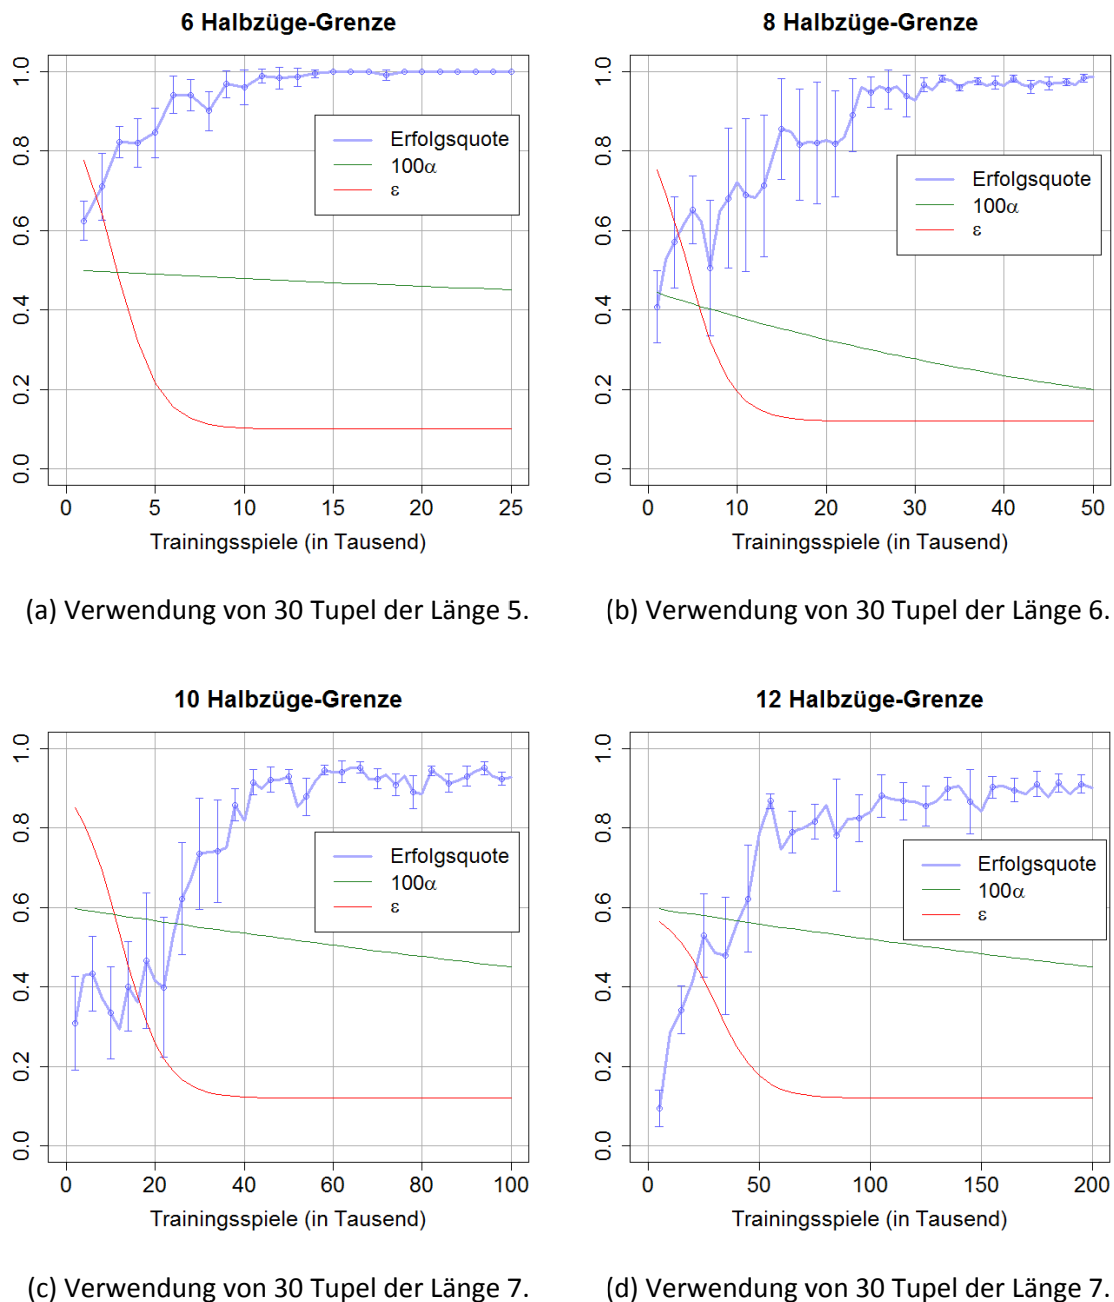 6 Halbzüge-Grenze
1.0
0.8
0.6
0.4
0.2
0.0
Erfolgsquote
100α
ε
0 5 10 15 20 25
Trainingsspiele (in Tausend)
(a) Verwendung von 30 Tupel der Länge 5.
8 Halbzüge-Grenze
1.0
0.8
0.6
0.4
0.2
0.0
Erfolgsquote
100α
ε
0 10 20 30 40 50
Trainingsspiele (in Tausend)
(b) Verwendung von 30 Tupel der Länge 6.
10 Halbzüge-Grenze
1.0
0.8
0.6
0.4
0.2
0.0
Erfolgsquote
100α
ε
0 20 40 60 80 100
Trainingsspiele (in Tausend)
(c) Verwendung von 30 Tupel der Länge 7.
12 Halbzüge-Grenze
1.0
0.8
0.6
0.4
0.2
0.0
Erfolgsquote
100α
ε
0 50 100 150 200
Trainingsspiele (in Tausend)
(d) Verwendung von 30 Tupel der Länge 7.